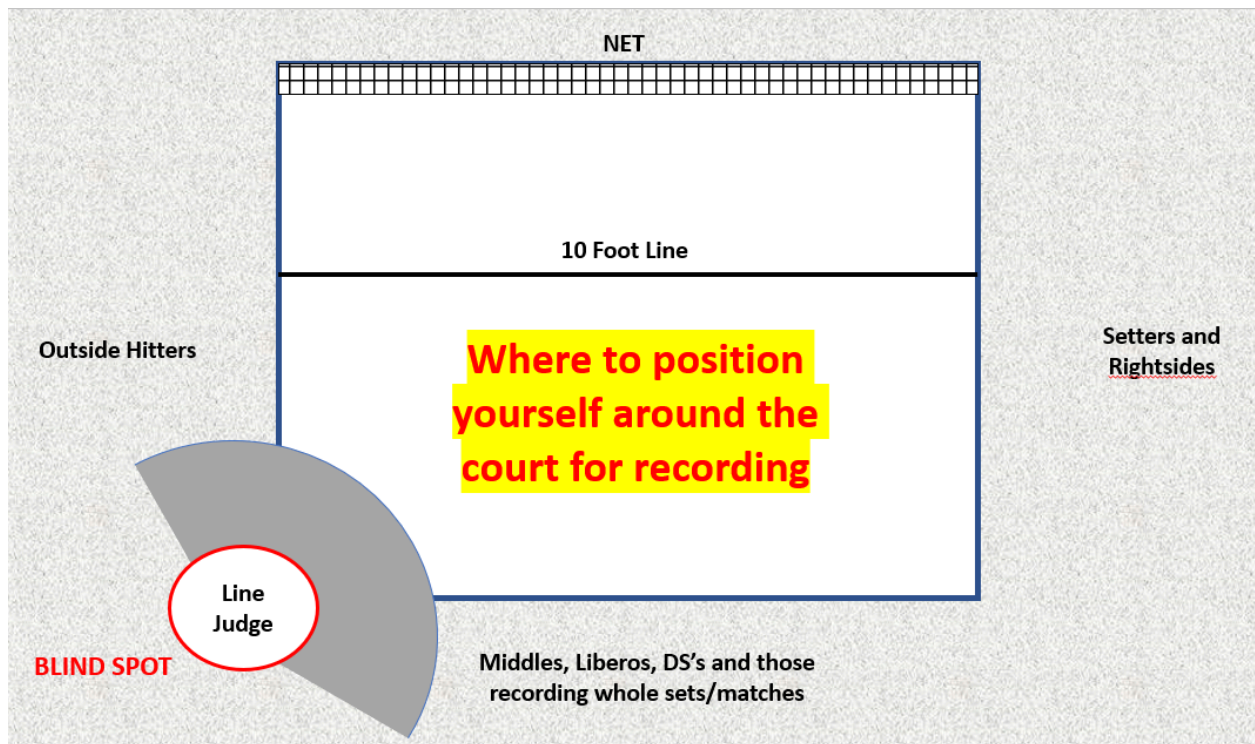 NET
10 Foot Line
Outside Hitters
Where to position
yourself around the
court for recording
Setters and
Rightsides
Line
Judge
BLIND SPOT
Middles, Liberos, DS’s and those
recording whole sets/matches